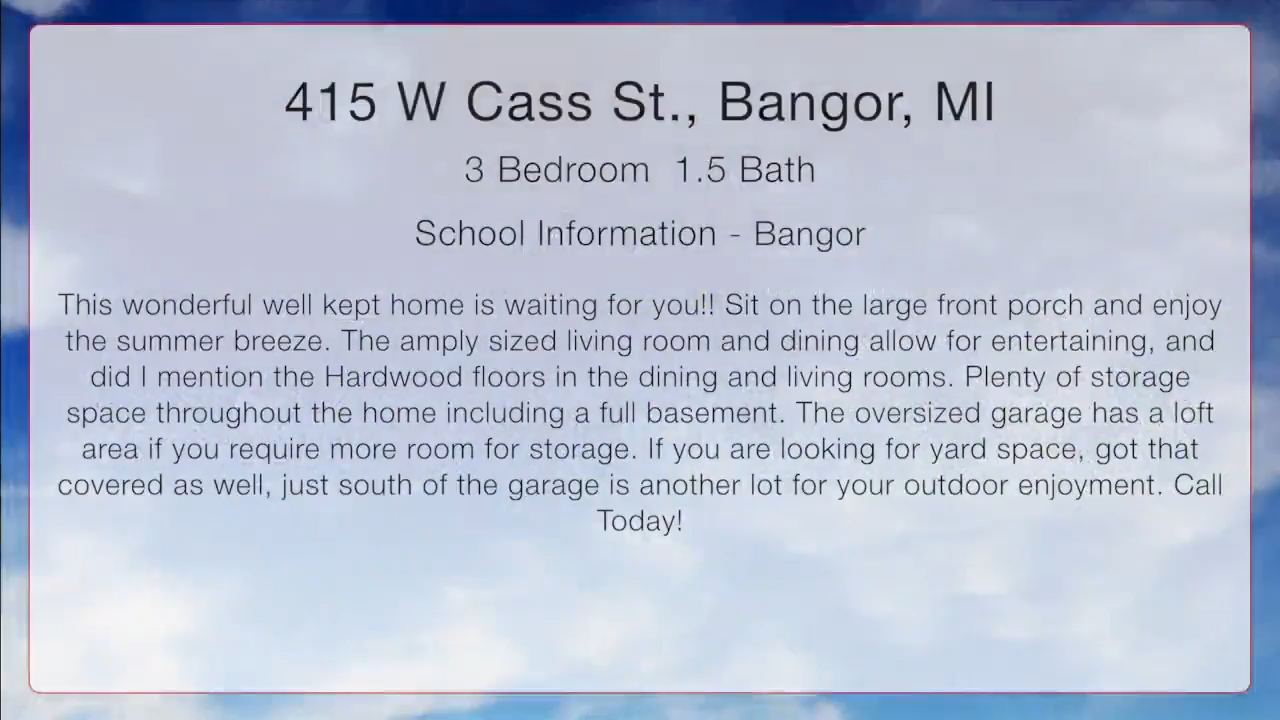 415 W Cass St., Bangor, MI
3 Bedroom  1.5 Bath
School Information - Bangor
This wonderful well kept home is waiting for you!! Sit on the large front porch and enjoy
the summer breeze. The amply sized living room and dining allow for entertaining, and
did I mention the Hardwood floors in the dining and living rooms. Plenty of storage
space throughout the home including a full basement. The oversized garage has a loft
area if you require more room for storage. If you are looking for yard space, got that
covered as well, just south of the garage is another lot for your outdoor enjoyment. Call
Today!